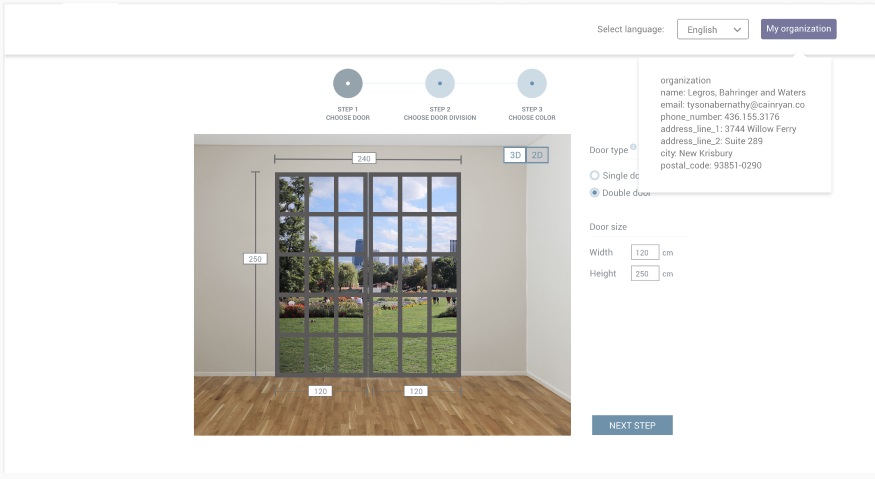 Select language:
English
My organization
organization
name: Legros, Bahringer and Waters
email: tysonabernathy@cainryan.co
phone_number: 436.155.3176
address_line_1: 3744 Willow Ferry
address_line_2: Suite 289
city: New Krisbury
postal_code: 93851-0290
STEP 1
CHOOSE DOOR
STEP 2
CHOOSE DOOR DIVISION
STEP 3
CHOOSE COLOR
240
3D
2D
250
120
120
Door type
Single do
Double door
Door size
Width
120
cm
Height
250
cm
NEXT STEP